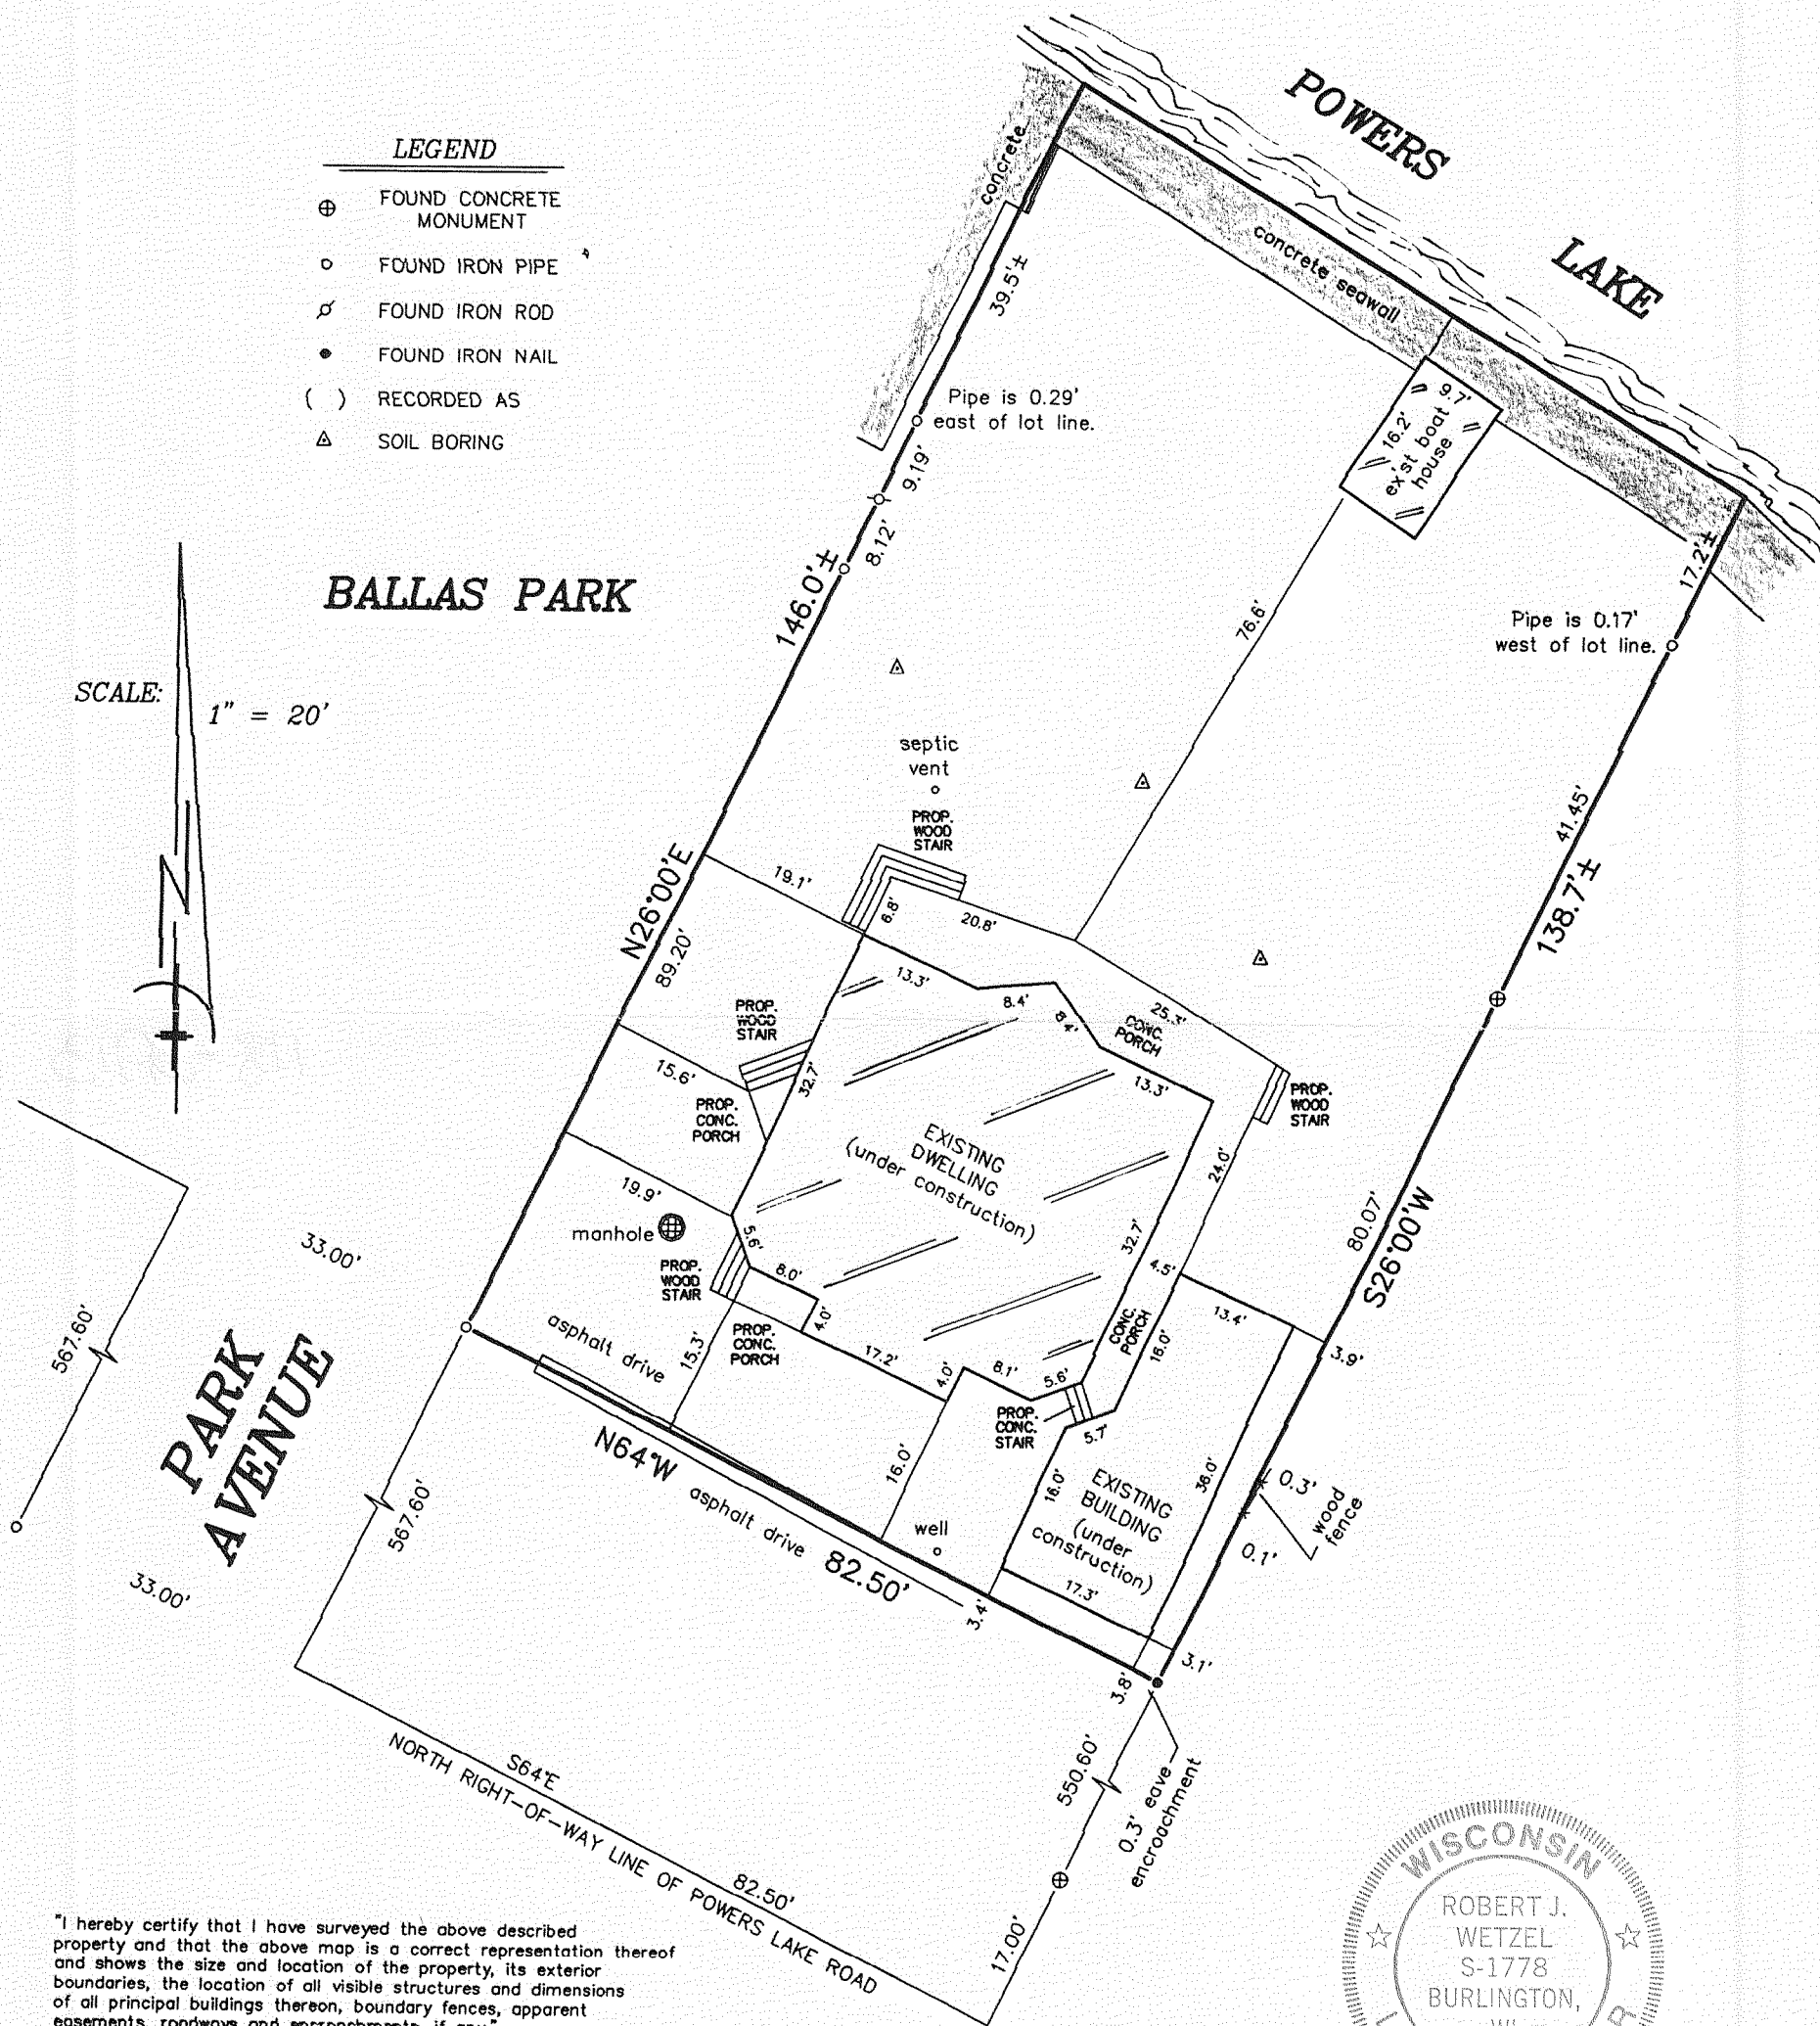 POWERS
LAKE
LEGEND
FOUND CONCRETE
MONUMENT
FOUND IRON PIPE
FOUND IRON ROD
FOUND IRON NAIL
( ) RECORDED AS
SOIL BORING
concrete
concrete seawall
39.5'±
Pipe is 0.29'
east of lot line.
9.19'
8.12'
9.7'
16.2'
ex'st boat
house
17.2'±
Pipe is 0.17'
west of lot line.
BALLAS PARK
146.0'±
76.6'
SCALE:
1" = 20'
N
septic
vent
PROP.
WOOD
STAIR
41.45'
138.7'±
19.1'
6.8'
20.8'
N26°00'E
89.20'
13.3'
8.4'
8.4'
25.3'
CONC.
PORCH
13.3'
PROP.
WOOD
STAIR
15.6'
32.7'
PROP.
CONC.
PORCH
PROP.
WOOD
STAIR
EXISTING
DWELLING
(under construction)
24.0'
19.9'
manhole
5.6'
8.0'
4.0'
PROP.
WOOD
STAIR
32.7'
4.5'
80.07'
S26°00'W
13.4'
3.9'
33.00'
567.60'
PARK
AVENUE
33.00'
567.60'
asphalt drive
15.3'
PROP.
CONC.
PORCH
17.2'
4.0'
8.1'
5.6'
CONC.
PORCH
16.0'
PROP.
CONC.
STAIR
5.7'
N64°W
asphalt drive
82.50'
16.0'
well
16.0'
EXISTING
BUILDING
(under
construction)
36.0'
17.3'
0.3'
wood
fence
0.1'
3.4'
3.1'
3.8'
550.60'
0.3' eave
encroachment
17.00'
S64°E
82.50'
NORTH RIGHT-OF-WAY LINE OF POWERS LAKE ROAD
"I hereby certify that I have surveyed the above described
property and that the above map is a correct representation thereof
and shows the size and location of the property, its exterior
boundaries, the location of all visible structures and dimensions
of all principal buildings thereon, boundary fences, apparent
easements, roadways and encroachments, if any."
WISCONSIN
ROBERT J.
WETZEL
S-1778
BURLINGTON,
WI